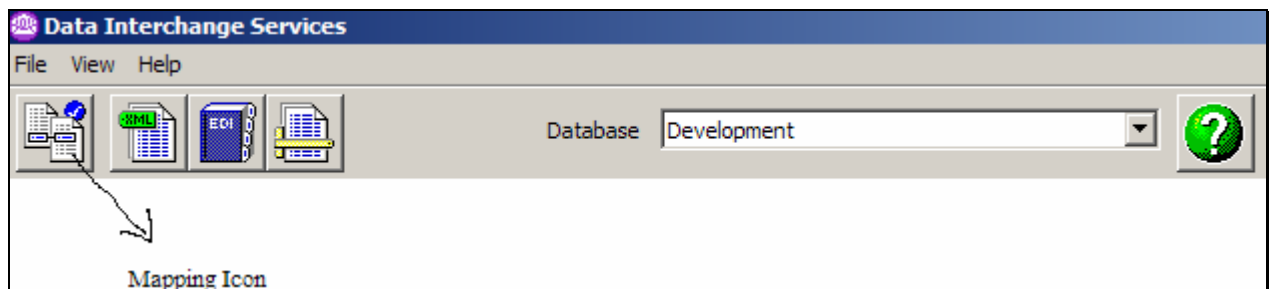 Data Interchange Services
File View Help
XML EDI Database Development ?
Mapping Icon